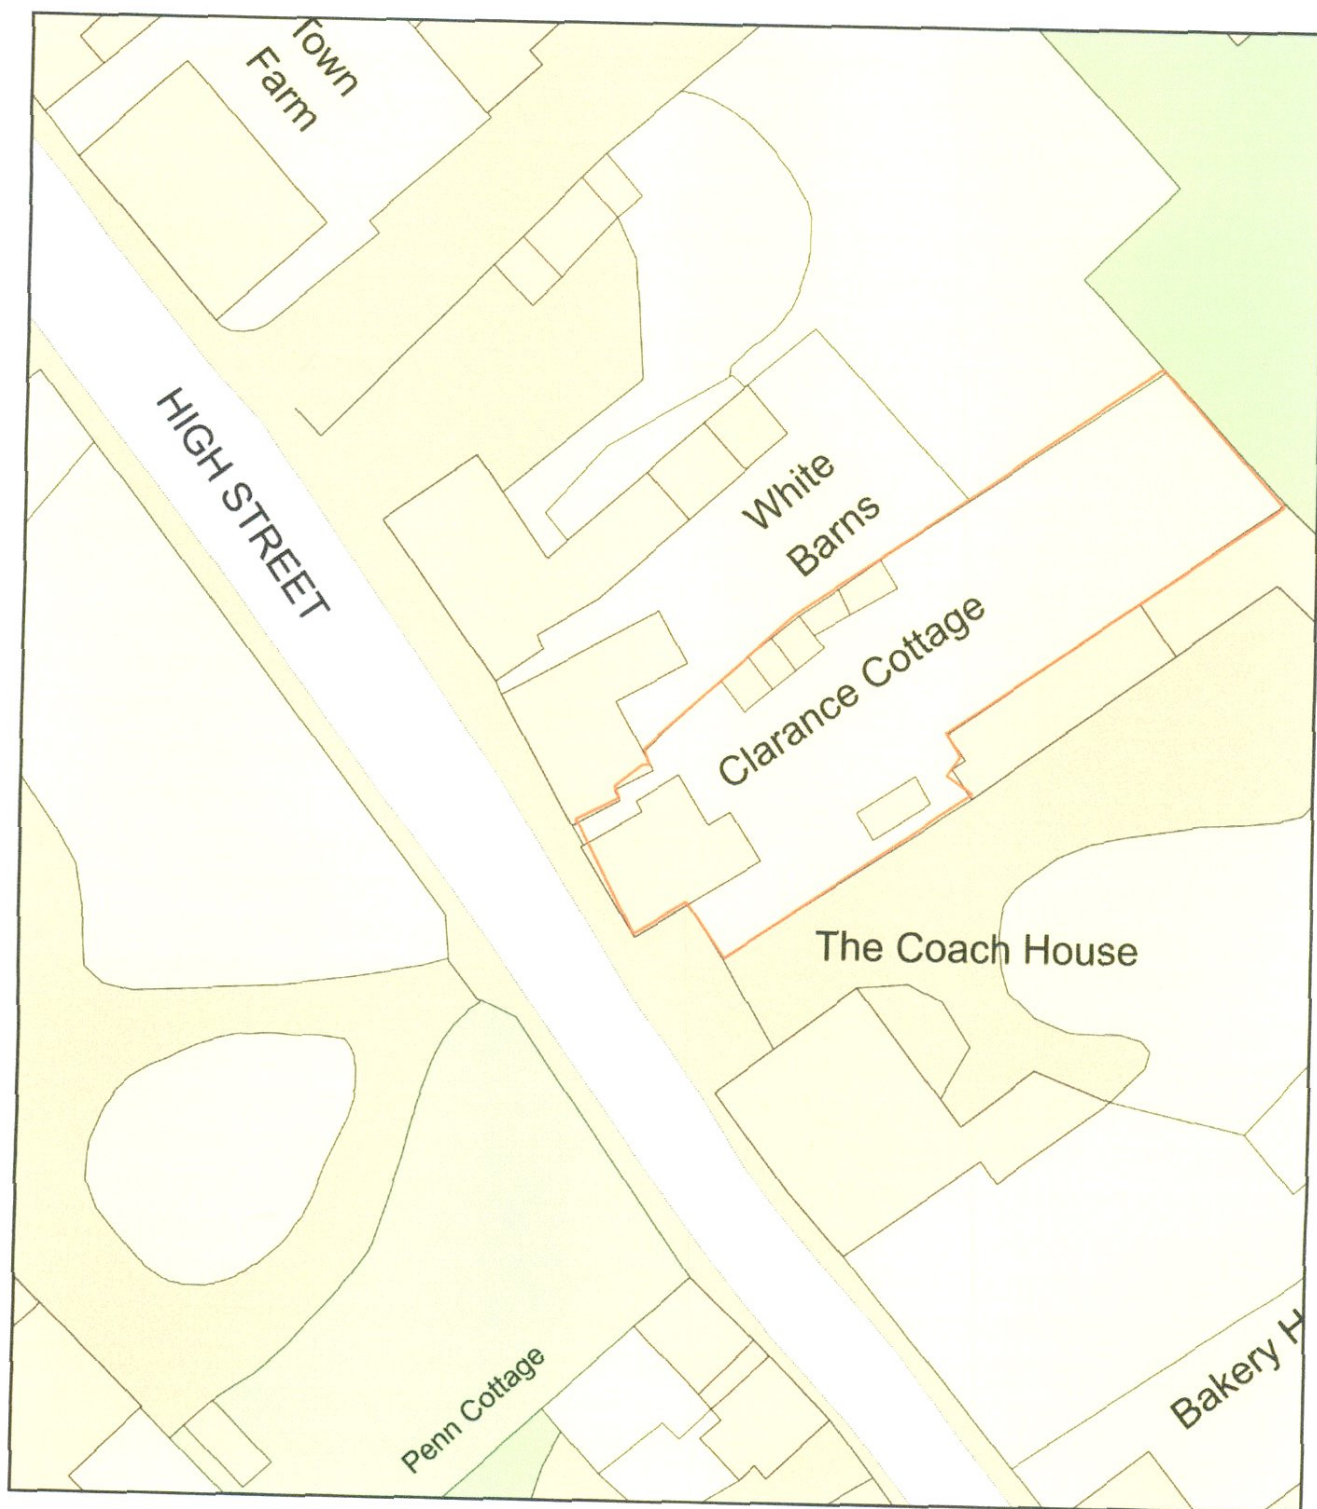 Town
Farm
HIGH STREET
White
Barns
Clarance Cottage
The Coach House
Penn Cottage
Bakery H